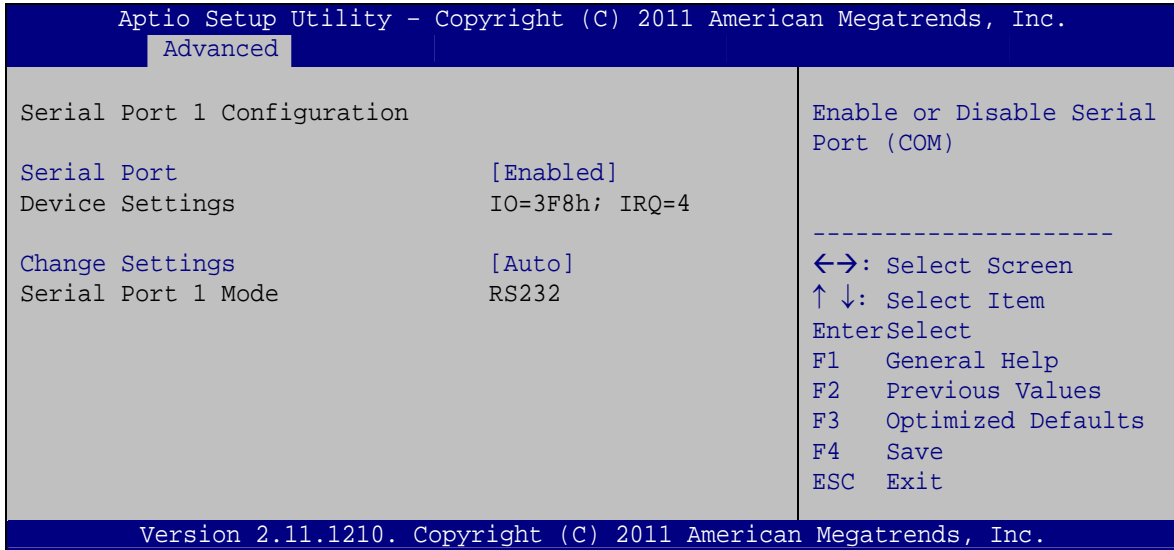 Aptio Setup Utility – Copyright (C) 2011 American Megatrends, Inc.
Advanced
Serial Port 1 Configuration
Serial Port [Enabled]
Device Settings IO=3F8h; IRQ=4
Change Settings [Auto]
Serial Port 1 Mode RS232
Enable or Disable Serial
Port (COM)
---------------------
←→: Select Screen
↑ ↓: Select Item
EnterSelect
F1 General Help
F2 Previous Values
F3 Optimized Defaults
F4 Save
ESC Exit
Version 2.11.1210. Copyright (C) 2011 American Megatrends, Inc.